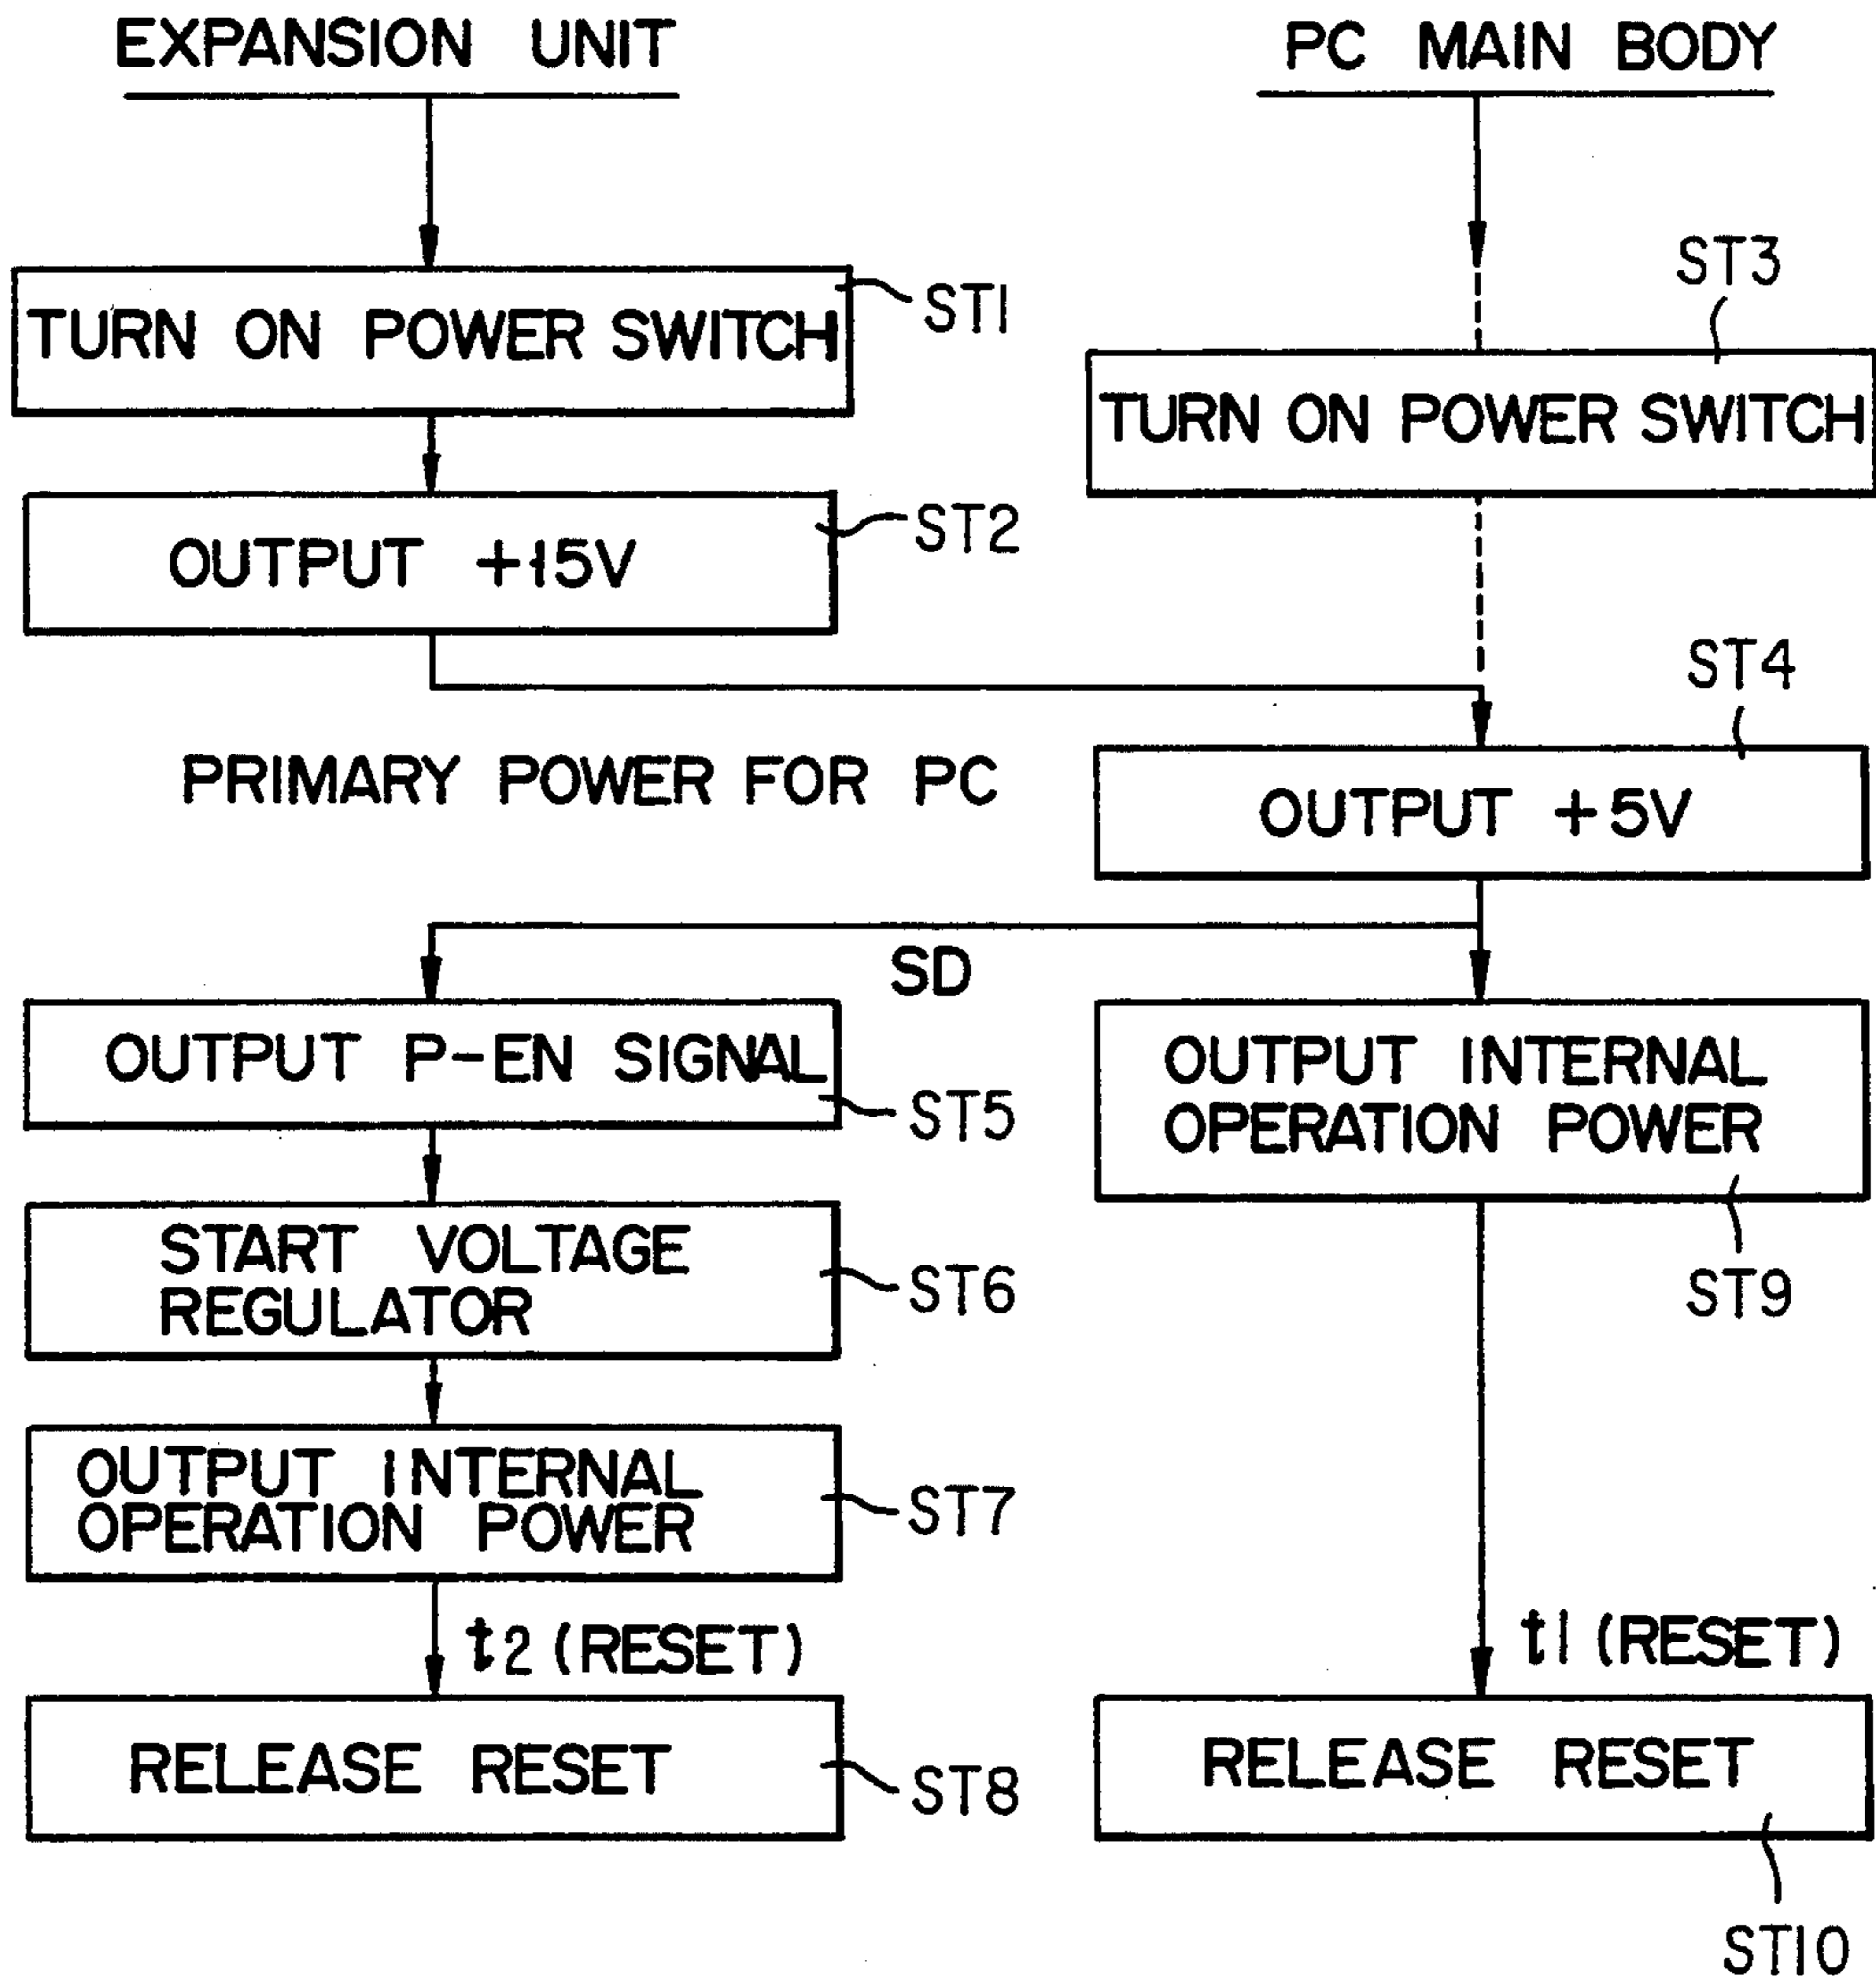 EXPANSION UNIT
PC MAIN BODY
TURN ON POWER SWITCH
ST1
ST3
TURN ON POWER SWITCH
OUTPUT +15V
ST2
ST4
PRIMARY POWER FOR PC
OUTPUT +5V
SD
OUTPUT P-EN SIGNAL
ST5
OUTPUT INTERNAL
OPERATION POWER
ST9
START VOLTAGE
REGULATOR
ST6
OUTPUT INTERNAL
OPERATION POWER
ST7
t2 (RESET)
t1 (RESET)
RELEASE RESET
ST8
RELEASE RESET
ST10